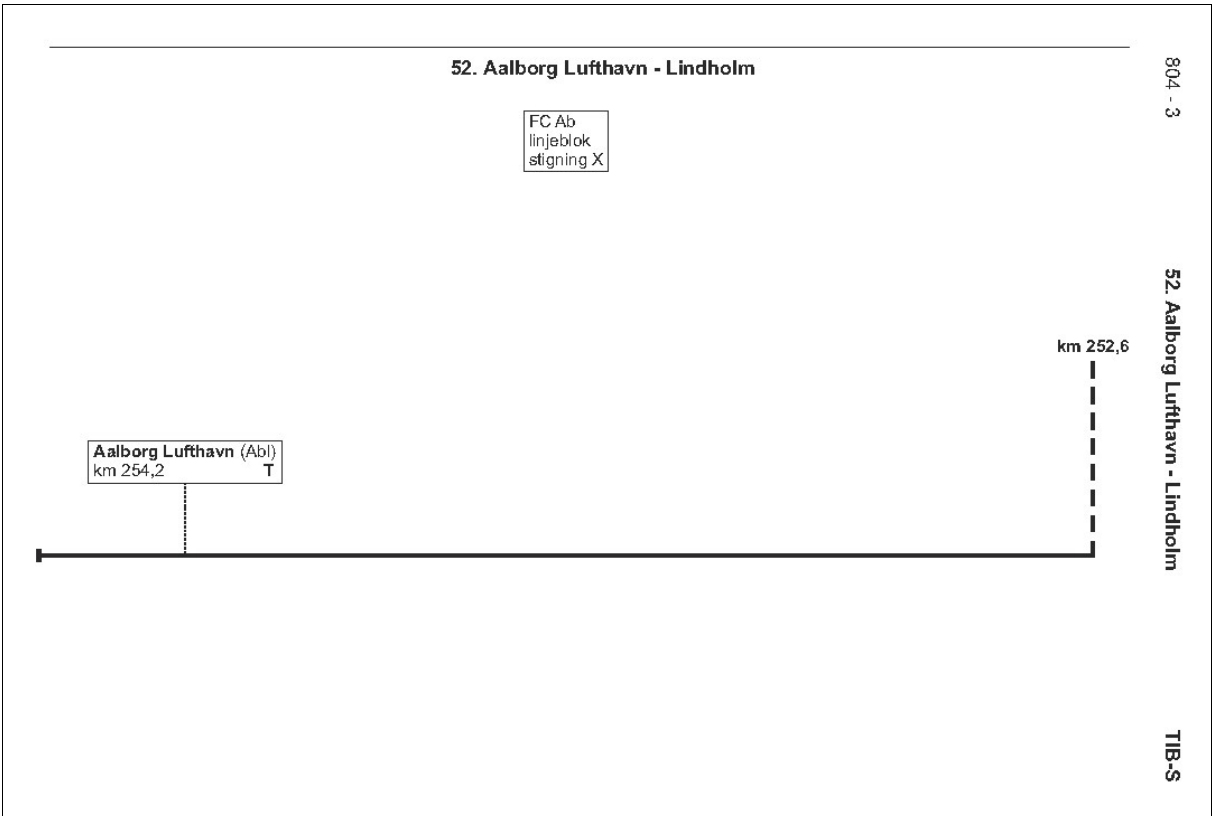 52. Aalborg Lufthavn - Lindholm
804 - 3
FC Ab
linjeblok
stigning X
52. Aalborg Lufthavn - Lindholm
km 252,6
Aalborg Lufthavn (Abl)
km 254,2 T
TIB-S